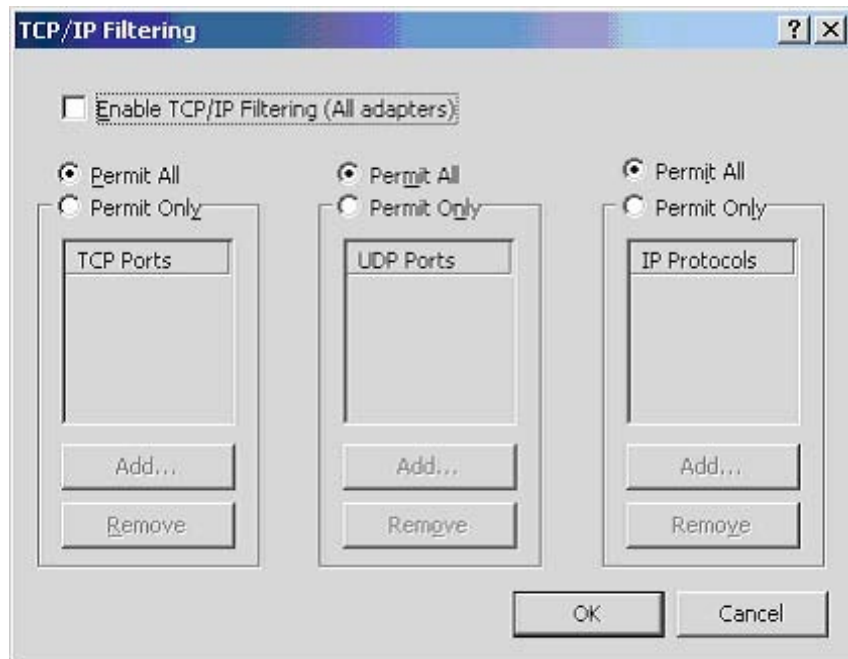 TCP/IP Filtering
Enable TCP/IP Filtering (All adapters)
Permit All
Permit Only
TCP Ports
Add...
Remove
Permit All
Permit Only
UDP Ports
Add...
Remove
Permit All
Permit Only
IP Protocols
Add...
Remove
OK
Cancel